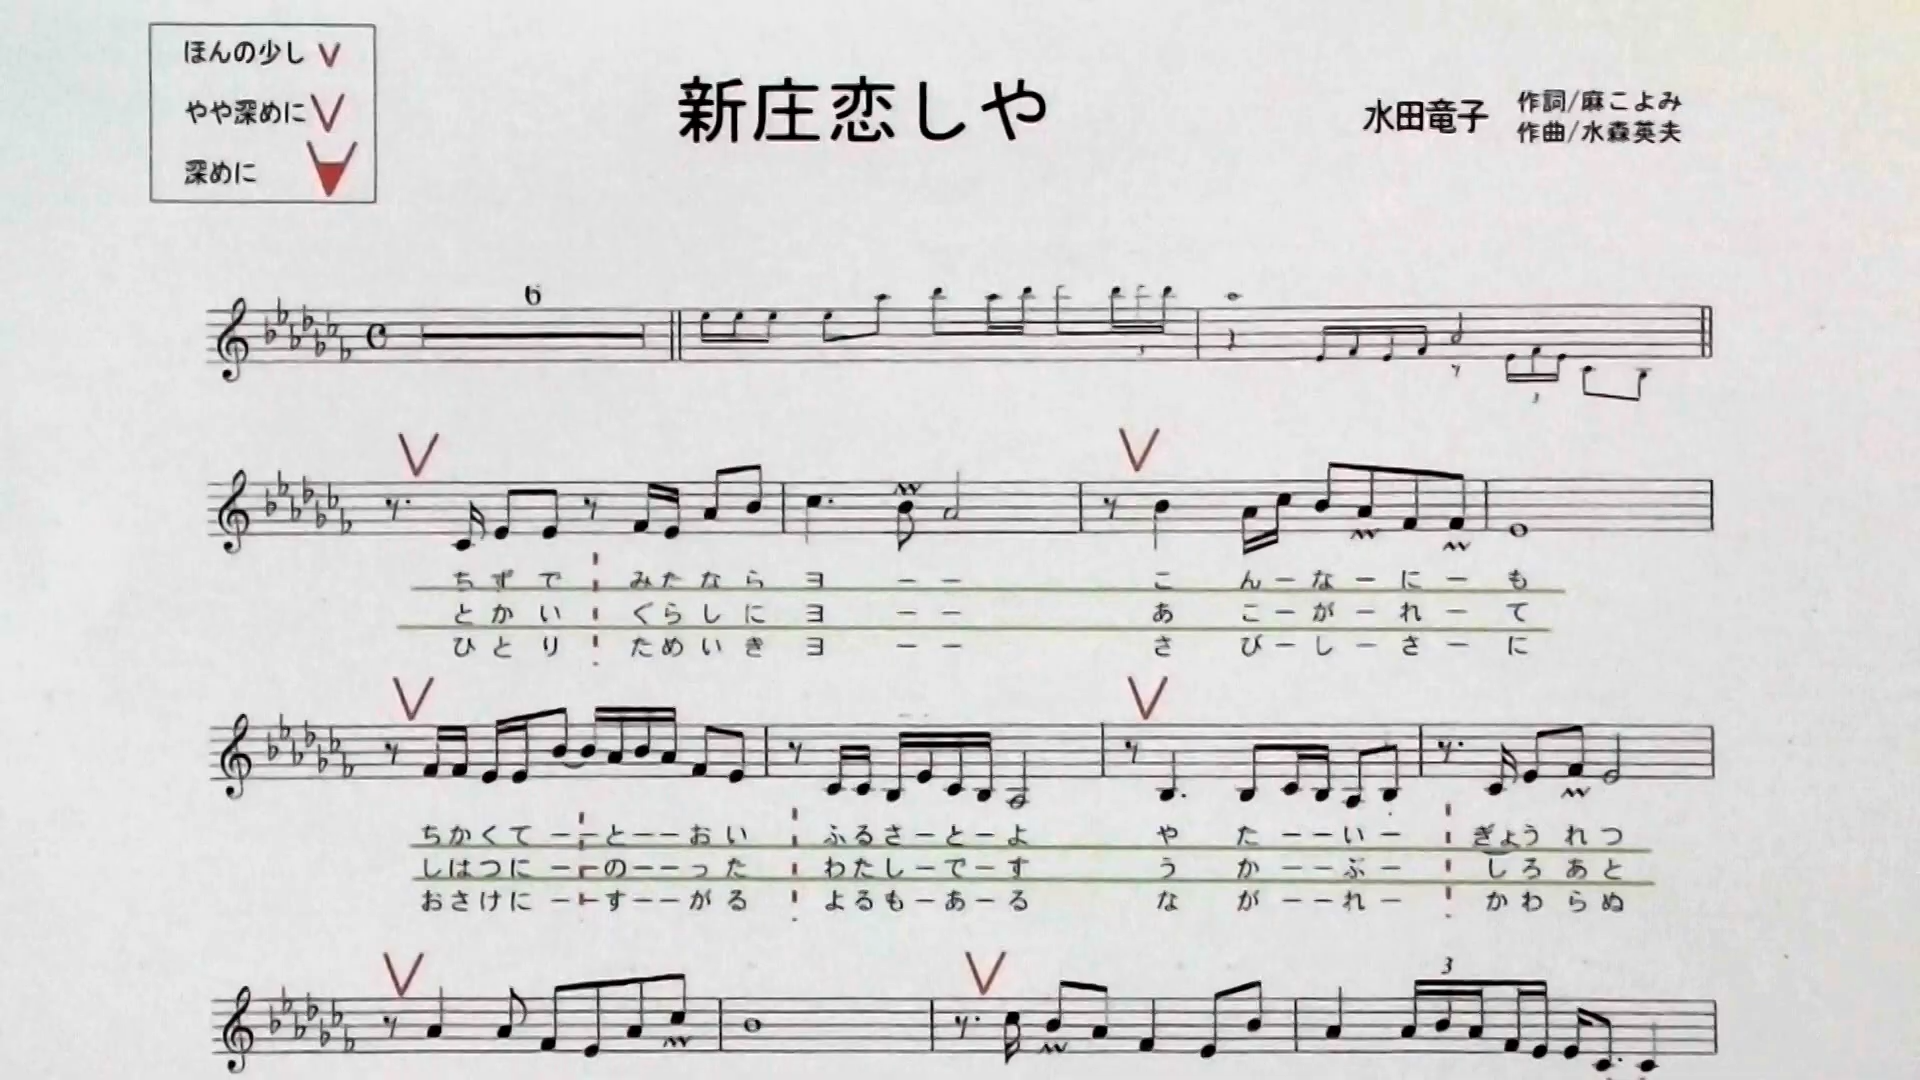 ほんの少し V
やや深めに V
深めに
新庄恋しや
水田竜子
作詞/麻こよみ
作曲/水森英夫
6
3
3
ちずで みたなら ヨ ー ー こ んーなーにー も
とかい くらしに ヨ ー ー あ こーがーれー て
ひとり ためいき ヨ ー ー さ びーしーさー に
ちかくてーーとーーおい ふるさーとーよ や たーーいー ぎょうれつ
しはつにーーのーーった わたしーですーす う かーーぶー しろあと
おさけにーーすーーがる よるもーあーる な がーーれー かわらぬ
3